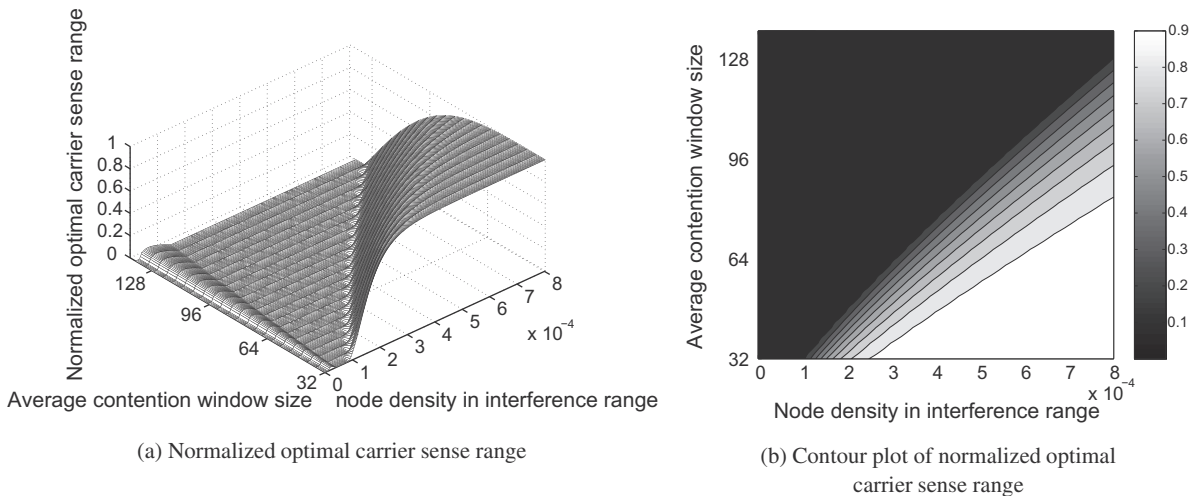 Normalized optimal carrier sense range
1
0.8
0.6
0.4
0.2
0
128
96
64
32
0
1
2
3
4
5
6
7
8
x 10⁻⁴
Average contention window size
node density in interference range
(a) Normalized optimal carrier sense range
Average contention window size
128
96
64
32
0 1 2 3 4 5 6 7 8
x 10⁻⁴
Node density in interference range
0.9
0.8
0.7
0.6
0.5
0.4
0.3
0.2
0.1
(b) Contour plot of normalized optimal
carrier sense range